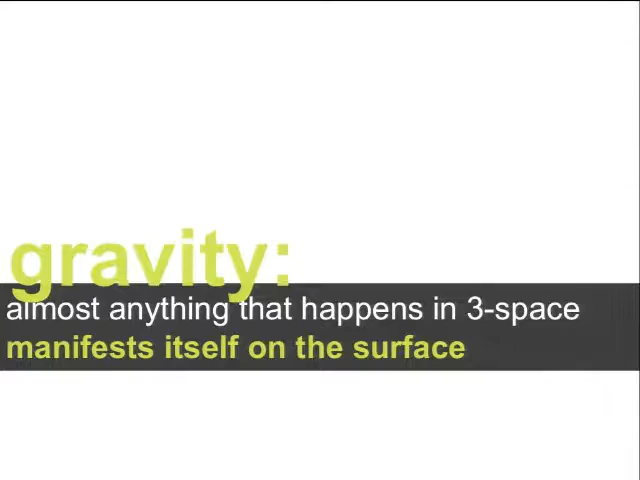 gravity:
almost anything that happens in 3-space
manifests itself on the surface